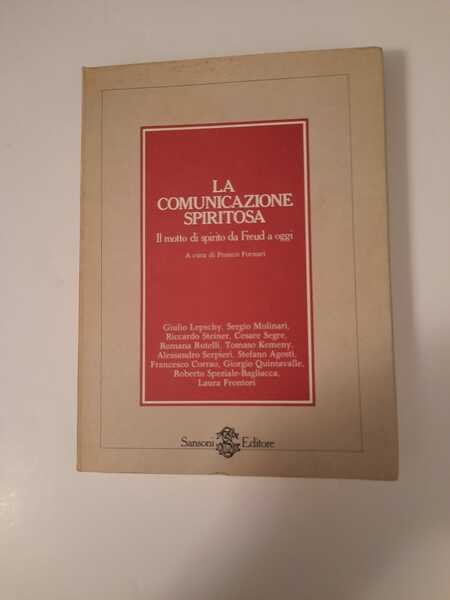 LA
COMUNICAZIONE
SPIRITOSA
Il motto di spirito da Freud a oggi
A cura di Franco Fornari
Giulio Lepschy, Sergio Molinari,
Riccardo Steiner, Cesare Segre,
Romana Rutelli, Tomaso Kemeny,
Alessandro Serpieri, Stefano Agosti,
Francesco Corrao, Giorgio Quintavalle,
Roberto Speziale-Bagliacca,
Laura Frontori
Sansoni Editore